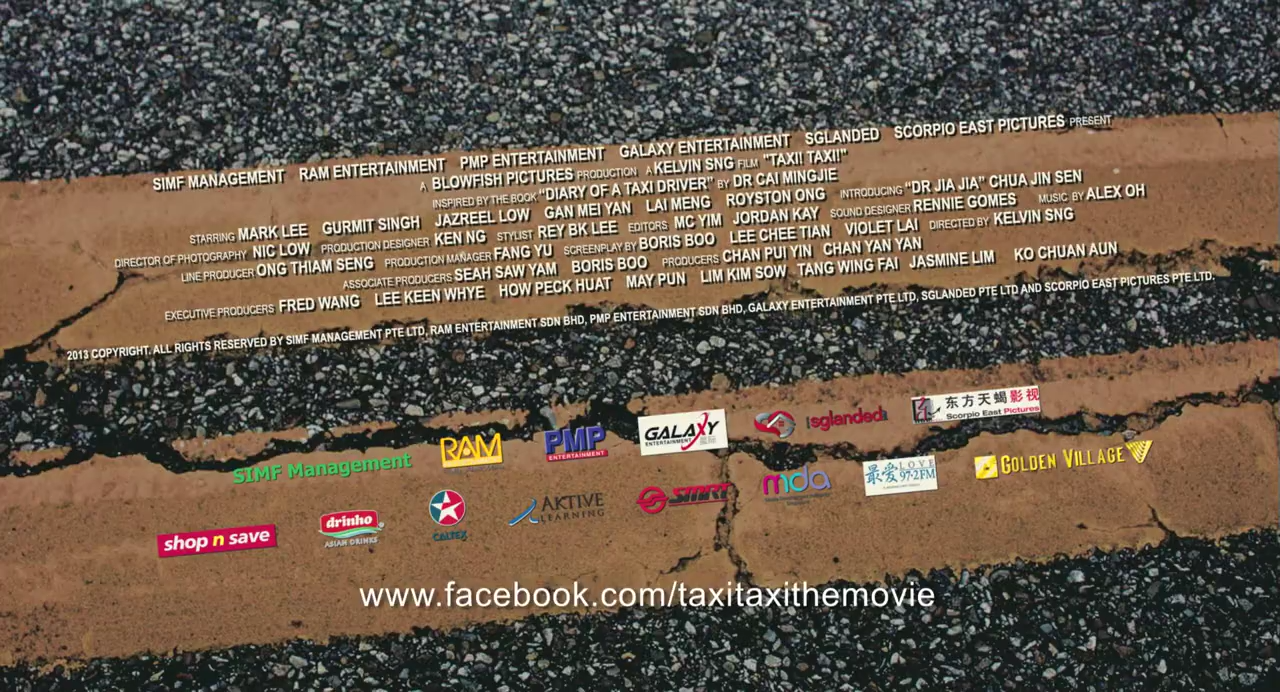 SIMF MANAGEMENT RAM ENTERTAINMENT PMP ENTERTAINMENT GALAXY ENTERTAINMENT SGLANDED SCORPIO EAST PICTURES PRESENT
A BLOWFISH PICTURES PRODUCTION A KELVIN SNG FILM "TAXI! TAXI!"
INSPIRED BY THE BOOK "DIARY OF A TAXI DRIVER" BY DR CAI MINGJIE
STARRING MARK LEE GURMIT SINGH JAZREEL LOW GAN MEI YAN LAI MENG ROYSTON ONG INTRODUCING "DR JIA JIA" CHUA JIN SEN
DIRECTOR OF PHOTOGRAPHY NIC LOW PRODUCTION DESIGNER KEN NG STYLIST REY BK LEE EDITORS MC YIM JORDAN KAY SOUND DESIGNER RENNIE GOMES MUSIC BY ALEX OH
LINE PRODUCER ONG THIAM SENG PRODUCTION MANAGER FANG YU SCREENPLAY BY BORIS BOO LEE CHEE TIAN VIOLET LAI DIRECTED BY KELVIN SNG
ASSOCIATE PRODUCERS SEAH SAW YAM BORIS BOO PRODUCERS CHAN PUI YIN CHAN YAN YAN
EXECUTIVE PRODUCERS FRED WANG LEE KEEN WHYE HOW PECK HUAT MAY PUN LIM KIM SOW TANG WING FAI JASMINE LIM KO CHUAN AUN
2013 COPYRIGHT. ALL RIGHTS RESERVED BY SIMF MANAGEMENT PTE LTD, RAM ENTERTAINMENT SDN BHD, PMP ENTERTAINMENT SDN BHD, GALAXY ENTERTAINMENT PTE LTD, SGLANDED PTE LTD AND SCORPIO EAST PICTURES PTE LTD.
SIMF Management
RAM
PMP
ENTERTAINMENT
GALAXY
ENTERTAINMENT
sglanded
东方天蝎影视
Scorpio East Pictures
shop n save
drinho
ASIAN DRINKS
CALTEX
AKTIVE
LEARNING
SMRT
mda
最爱 LOVE
97.2FM
GOLDEN VILLAGE
www.facebook.com/taxitaxithemovie